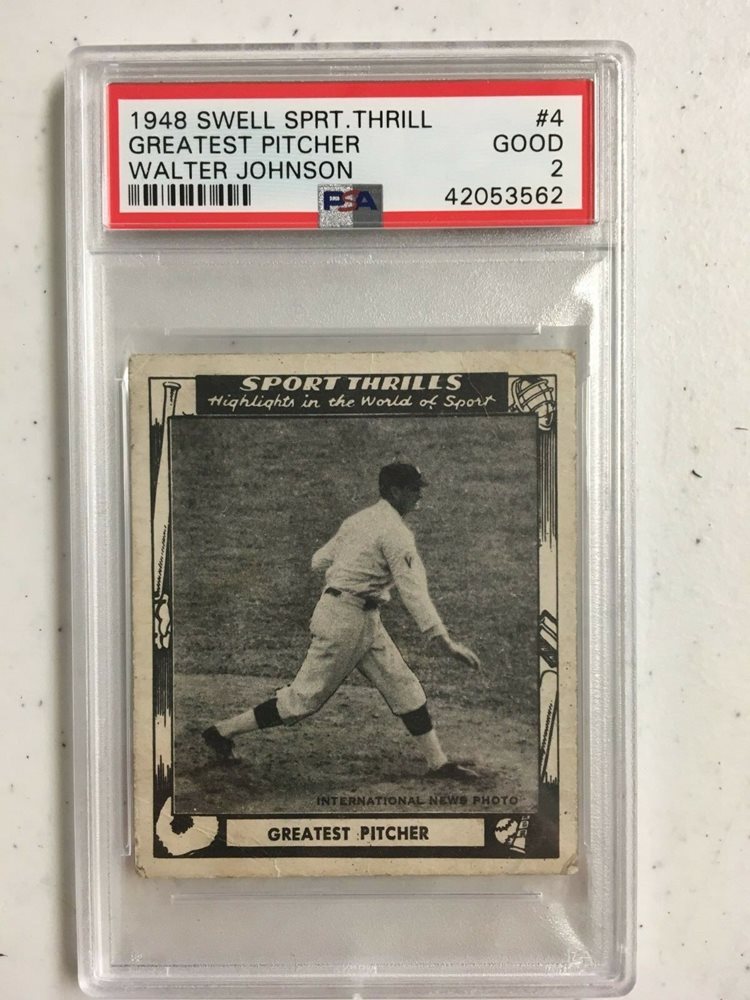 1948 SWELL SPRT.THRILL #4
GREATEST PITCHER GOOD
WALTER JOHNSON 2
PSA 42053562
SPORT THRILLS
Highlights in the World of Sport
W
INTERNATIONAL NEWS PHOTO
GREATEST PITCHER